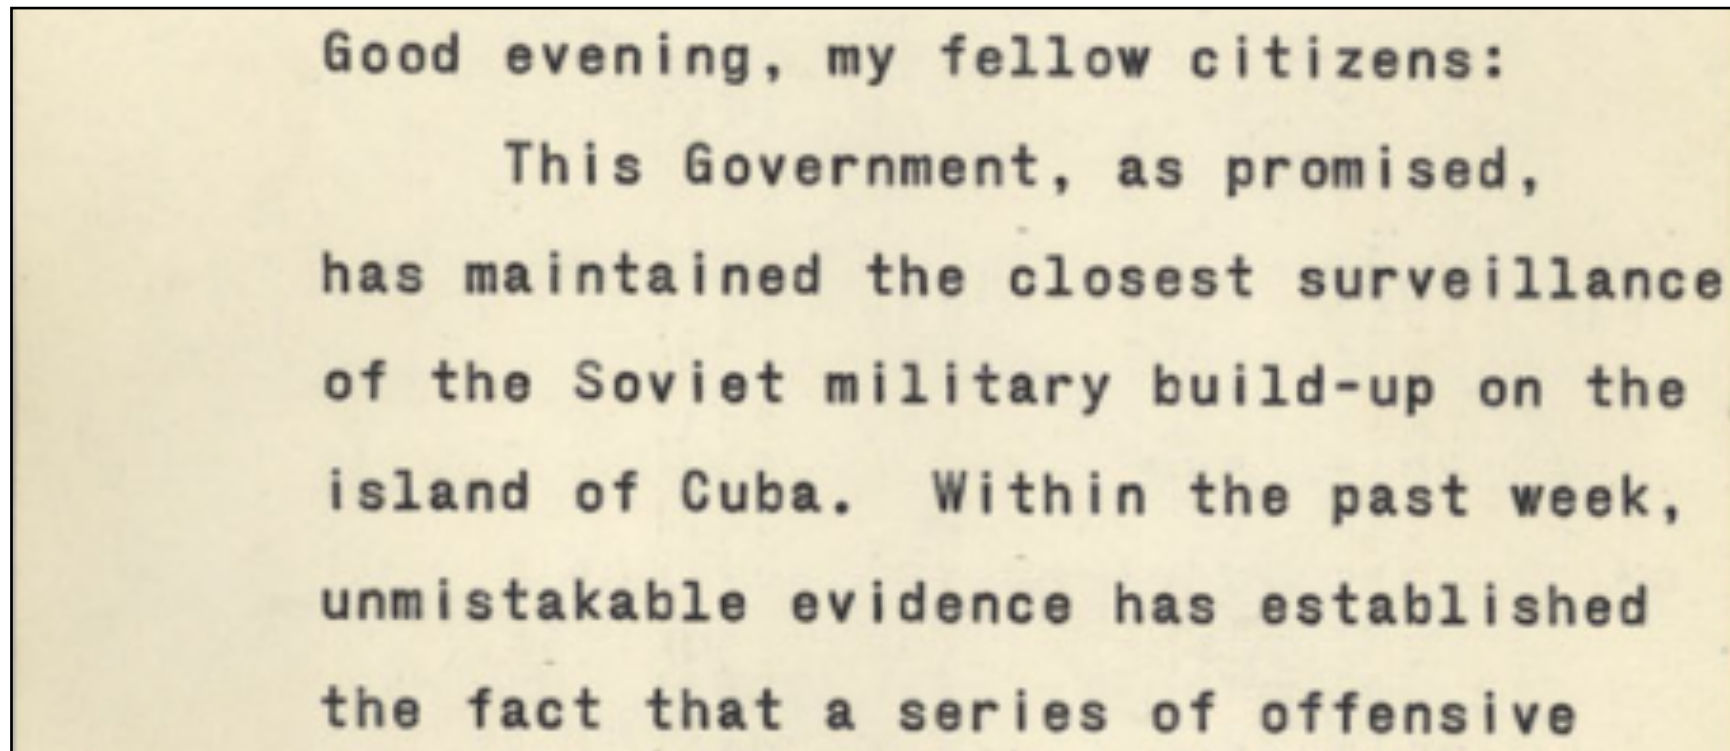 Good evening, my fellow citizens:
This Government, as promised,
has maintained the closest surveillance
of the Soviet military build-up on the
island of Cuba.  Within the past week,
unmistakable evidence has established
the fact that a series of offensive